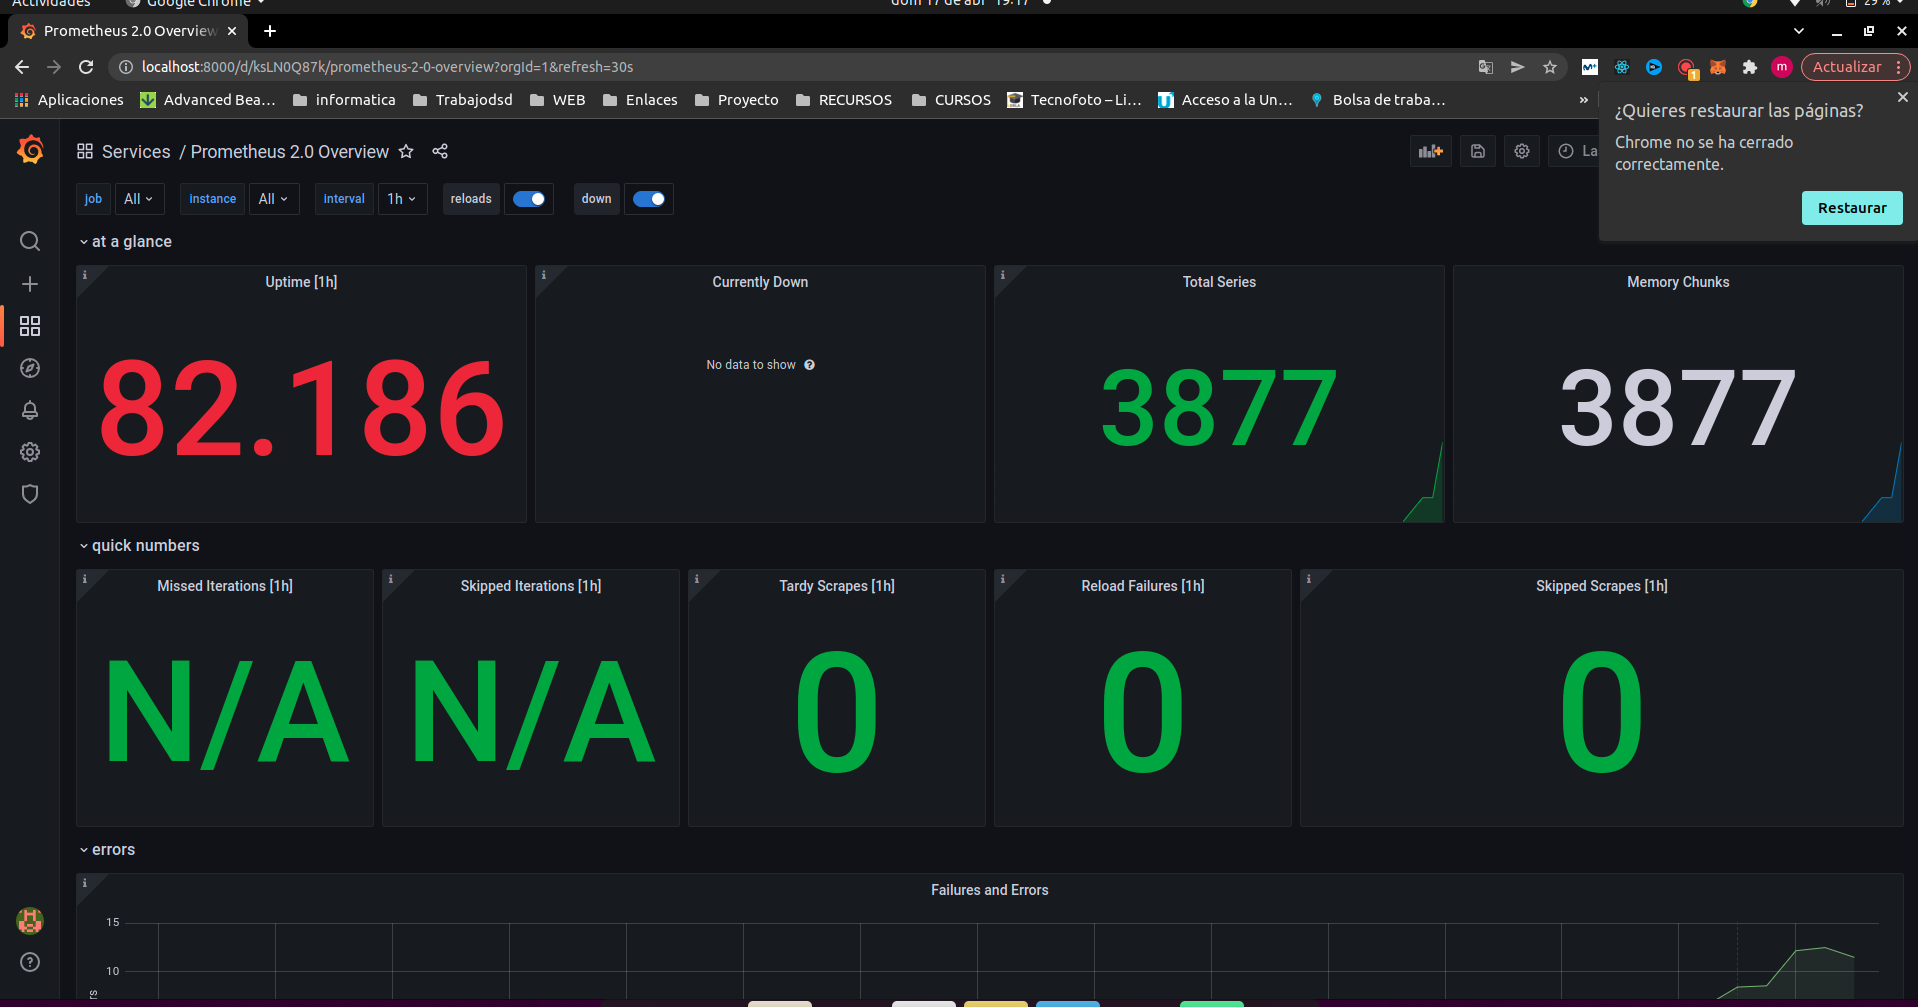 Actividades Google Chrome dom 17 de abr 19:17 29 %
Prometheus 2.0 Overview
localhost:8000/d/ksLN0Q87k/prometheus-2-0-overview?orgId=1&refresh=30s m Actualizar
Aplicaciones Advanced Bea... informatica Trabajodsd WEB Enlaces Proyecto RECURSOS CURSOS Tecnofoto – Li... Acceso a la Un... Bolsa de traba... »
¿Quieres restaurar las páginas?
Chrome no se ha cerrado
correctamente.
Restaurar
Services / Prometheus 2.0 Overview
job All Instance All Interval 1h reloads down
at a glance
Uptime [1h] Currently Down Total Series Memory Chunks
82.186 No data to show 3877 3877
quick numbers
Missed Iterations [1h] Skipped Iterations [1h] Tardy Scrapes [1h] Reload Failures [1h] Skipped Scrapes [1h]
N/A N/A 0 0 0
errors
Failures and Errors
15
10